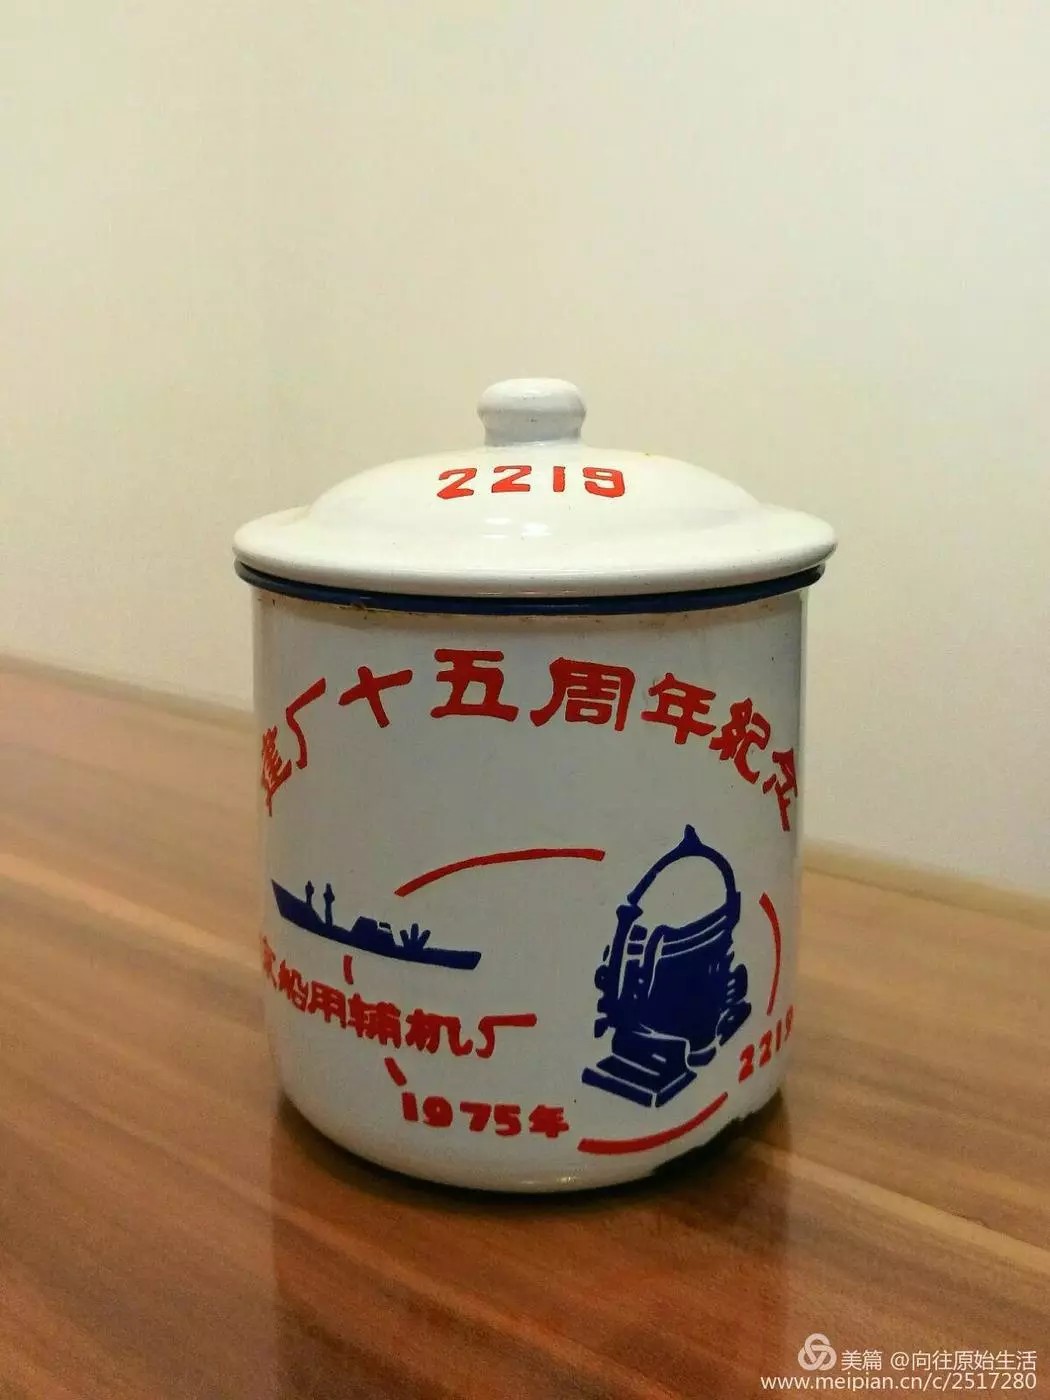 2219
建厂十五周年纪念
船用辅机厂
2219
1975年
美篇 @向往原始生活
www.meipian.cn/c/2517280